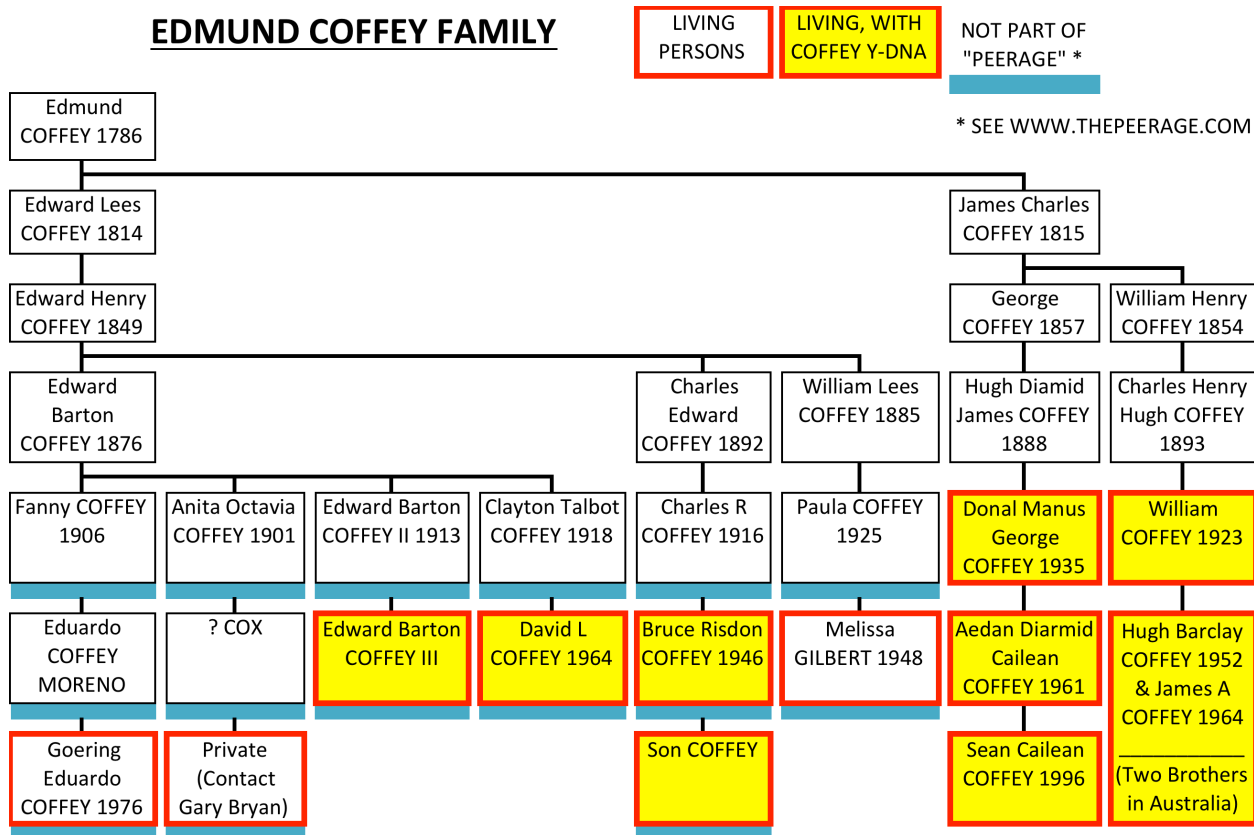 EDMUND COFFEY FAMILY
LIVING
PERSONS
LIVING, WITH
COFFEY Y-DNA
NOT PART OF
"PEERAGE" *
* SEE WWW.THEPEERAGE.COM
Edmund
COFFEY 1786
Edward Lees
COFFEY 1814
James Charles
COFFEY 1815
Edward Henry
COFFEY 1849
George
COFFEY 1857
William Henry
COFFEY 1854
Edward
Barton
COFFEY 1876
Charles
Edward
COFFEY 1892
William Lees
COFFEY 1885
Hugh Diamid
James COFFEY
1888
Charles Henry
Hugh COFFEY
1893
Fanny COFFEY
1906
Anita Octavia
COFFEY 1901
Edward Barton
COFFEY II 1913
Clayton Talbot
COFFEY 1918
Charles R
COFFEY 1916
Paula COFFEY
1925
Donal Manus
George
COFFEY 1935
William
COFFEY 1923
Eduardo
COFFEY
MORENO
? COX
Edward Barton
COFFEY III
David L
COFFEY 1964
Bruce Risdon
COFFEY 1946
Melissa
GILBERT 1948
Aedan Diarmid
Cailean
COFFEY 1961
Hugh Barclay
COFFEY 1952
& James A
COFFEY 1964
____________
(Two Brothers
in Australia)
Goering
Eduardo
COFFEY 1976
Private
(Contact
Gary Bryan)
Son COFFEY
Sean Cailean
COFFEY 1996